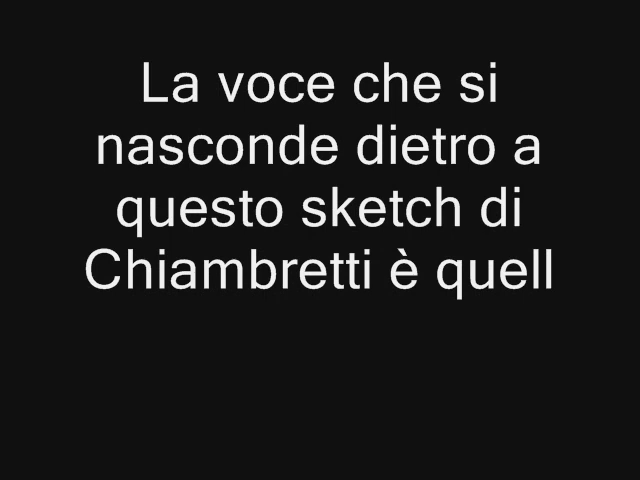 La voce che si
nasconde dietro a
questo sketch di
Chiambretti è quell